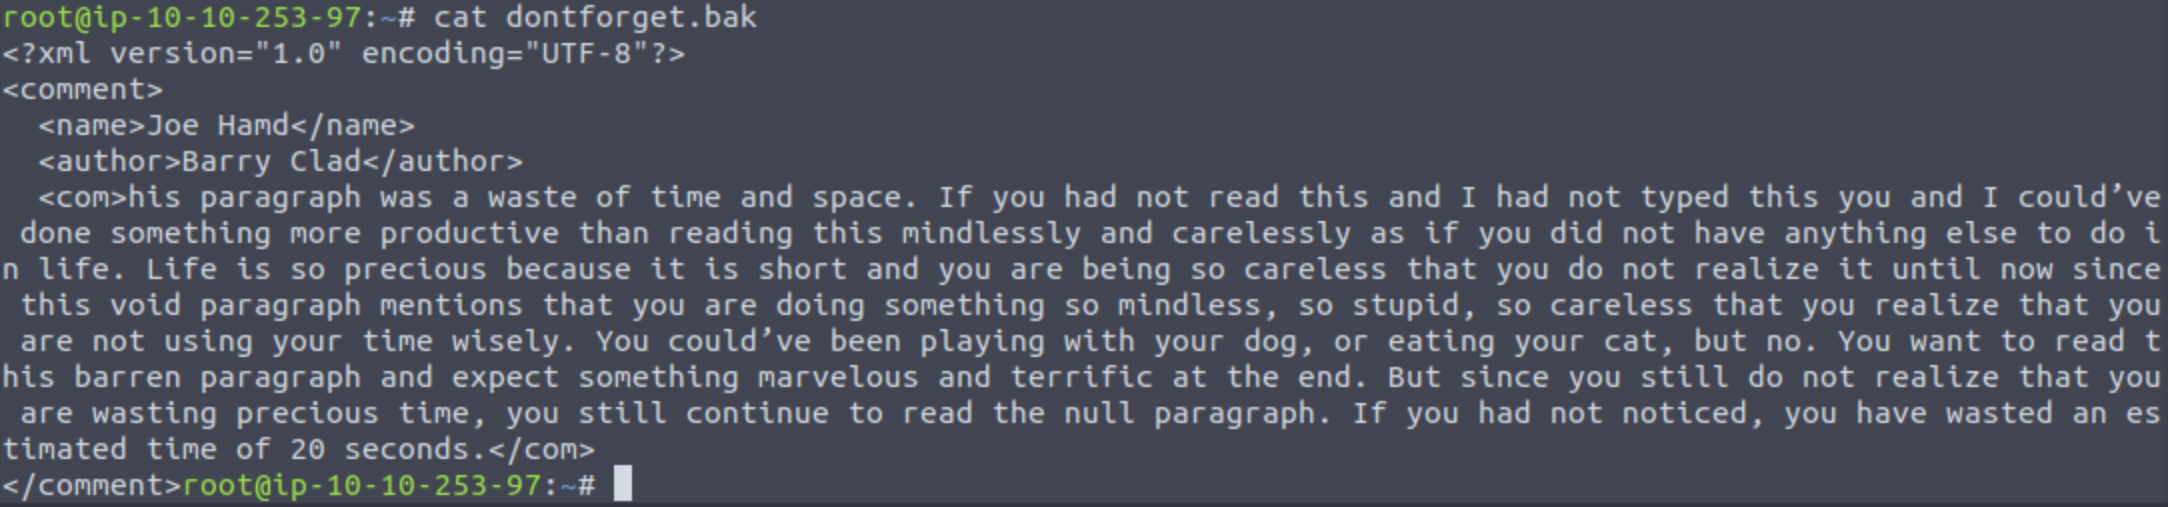 root@ip-10-10-253-97:~# cat dontforget.bak
<?xml version="1.0" encoding="UTF-8"?>
<comment>
  <name>Joe Hamd</name>
  <author>Barry Clad</author>
  <com>his paragraph was a waste of time and space. If you had not read this and I had not typed this you and I could’ve
 done something more productive than reading this mindlessly and carelessly as if you did not have anything else to do i
n life. Life is so precious because it is short and you are being so careless that you do not realize it until now since
 this void paragraph mentions that you are doing something so mindless, so stupid, so careless that you realize that you
 are not using your time wisely. You could’ve been playing with your dog, or eating your cat, but no. You want to read t
his barren paragraph and expect something marvelous and terrific at the end. But since you still do not realize that you
 are wasting precious time, you still continue to read the null paragraph. If you had not noticed, you have wasted an es
timated time of 20 seconds.</com>
</comment>root@ip-10-10-253-97:~#